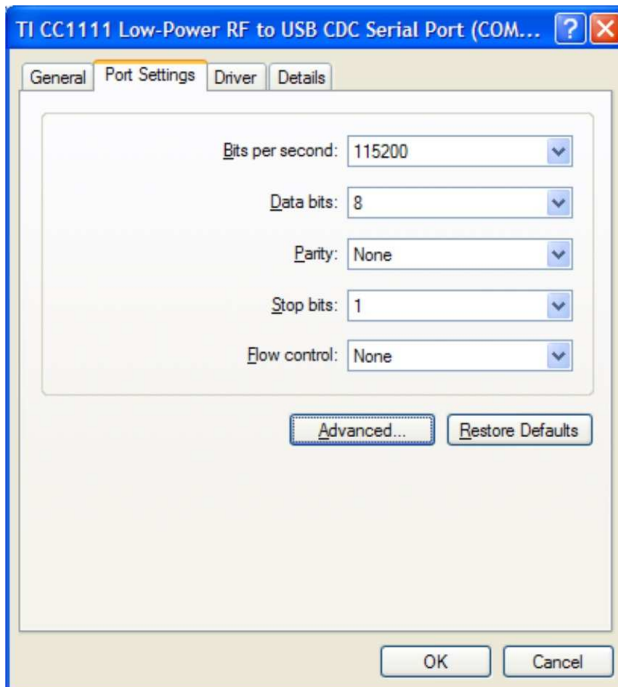 TI CC1111 Low-Power RF to USB CDC Serial Port (COM...
General Port Settings Driver Details
Bits per second: 115200
Data bits: 8
Parity: None
Stop bits: 1
Flow control: None
Advanced... Restore Defaults
OK Cancel